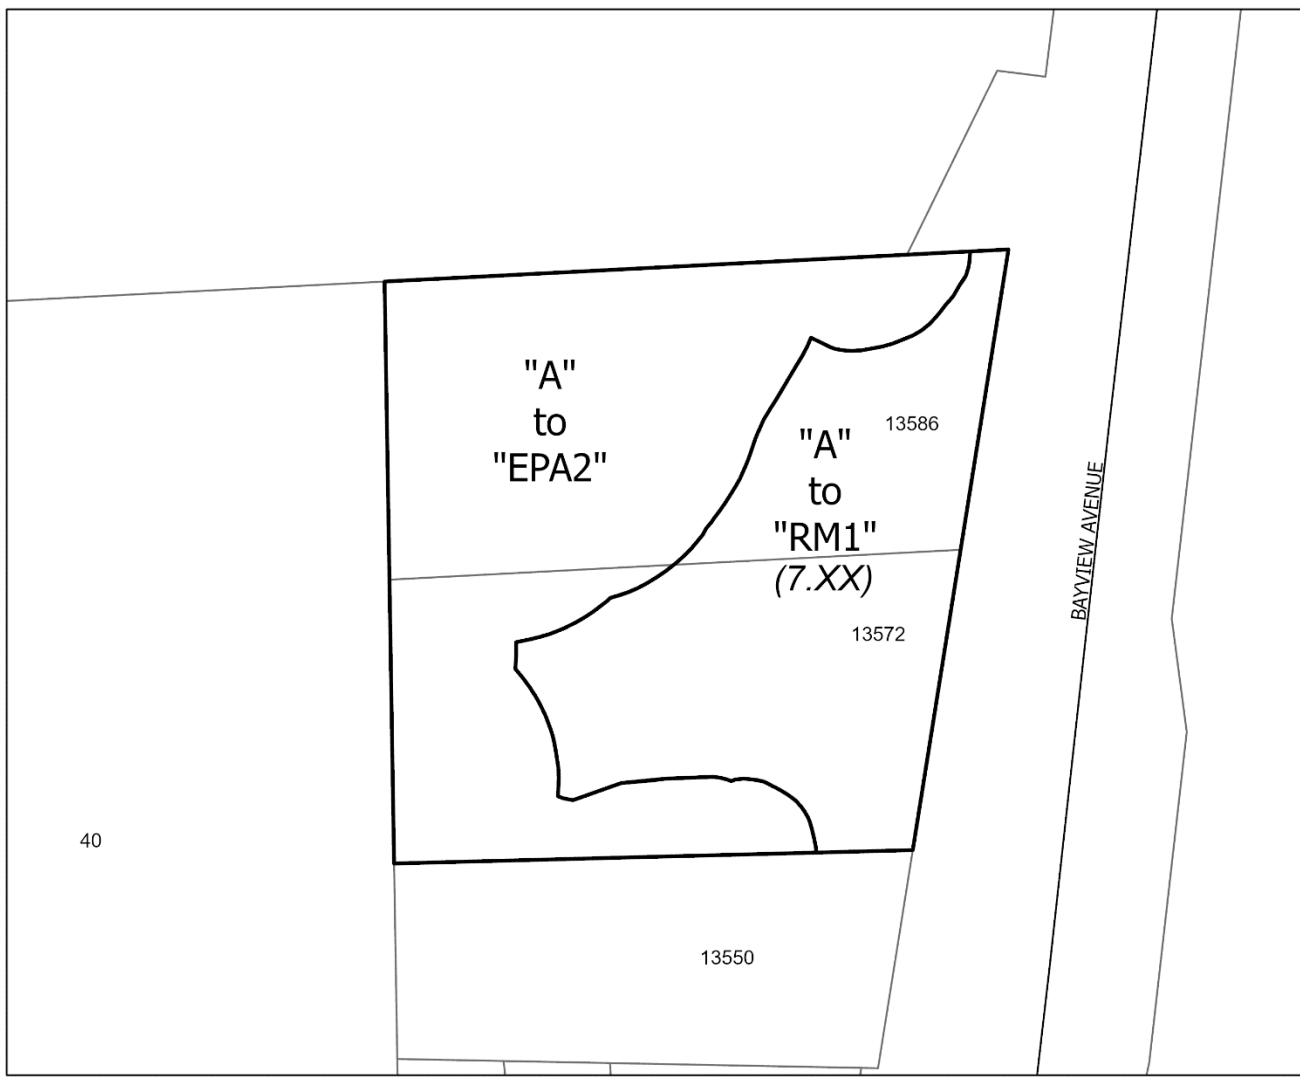 "A"
to
"EPA2"
13586
"A"
to
"RM1"
(7.XX)
13572
BAYVIEW AVENUE
40
13550